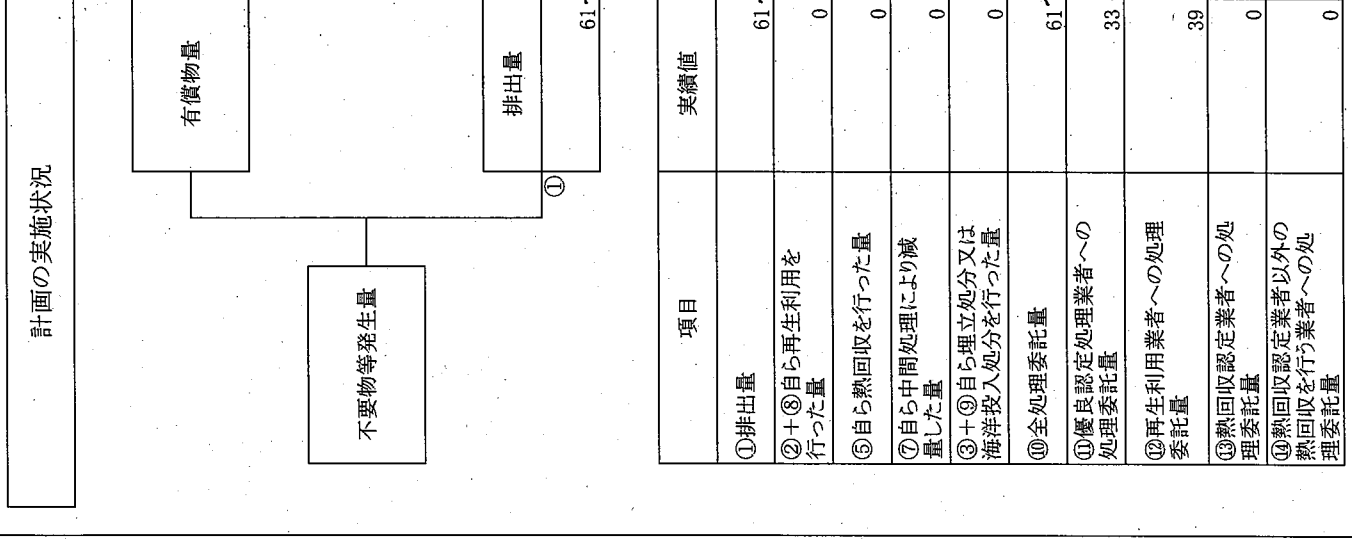 計画の実施状況
有償物量
不要物等発生量
①
排出量
61
項目
実績値
①排出量
61
②+⑧自ら再生利用を
行った量
0
⑤自ら熱回収を行った量
0
⑦自ら中間処理により減
量した量
0
③+⑨自ら埋立処分又は
海洋投入処分を行った量
0
⑩全処理委託量
61
⑪優良認定処理業者への
処理委託量
33
⑫再生利用業者への処理
委託量
39
⑬熱回収認定業者への処
理委託量
0
⑭熱回収認定業者以外の
熱回収を行う業者への処
理委託量
0